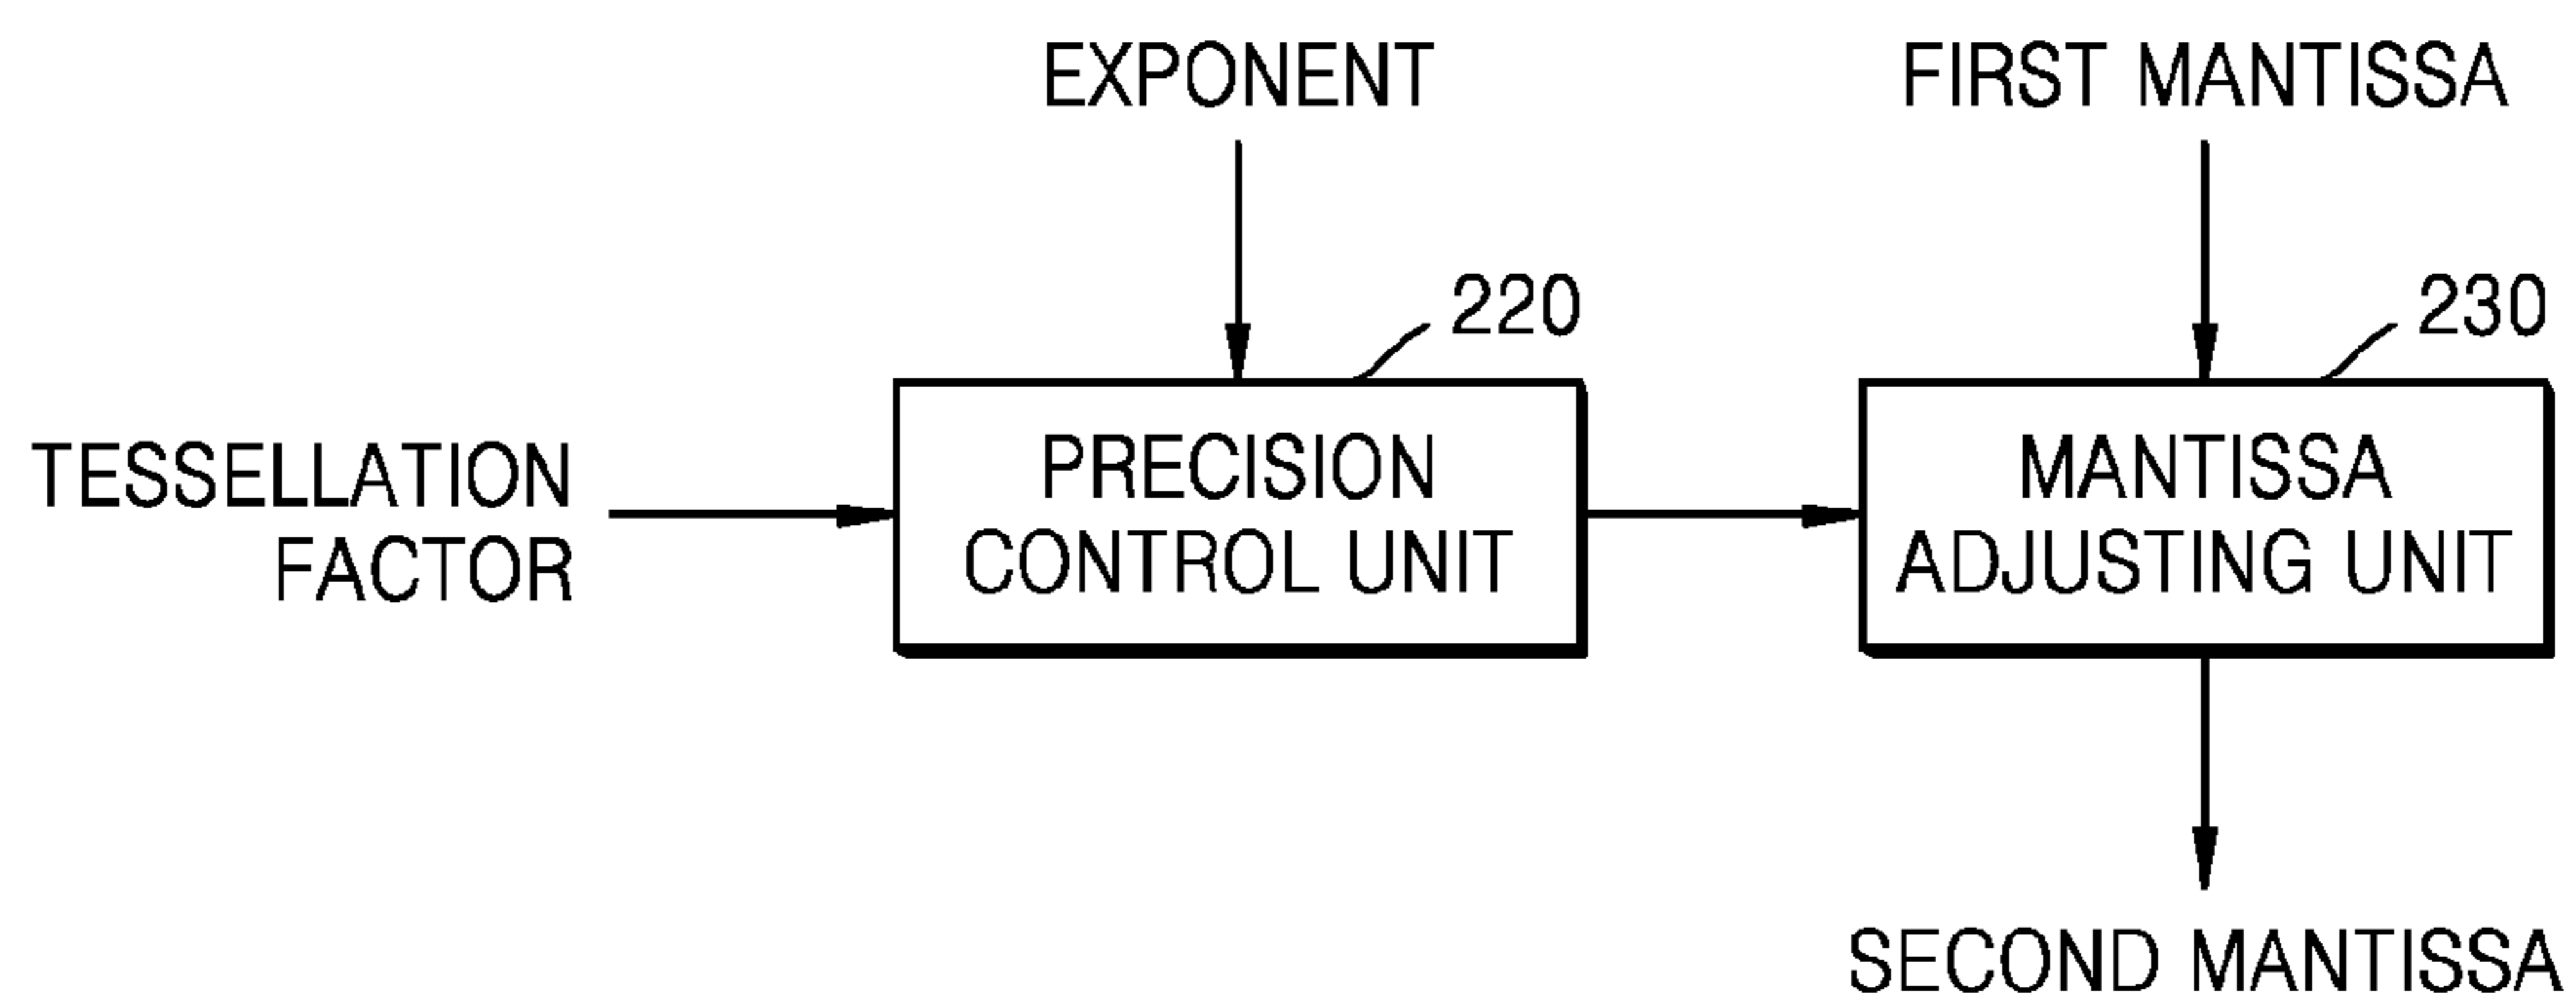 EXPONENT
FIRST MANTISSA
220
230
TESSELLATION
FACTOR
PRECISION
CONTROL UNIT
MANTISSA
ADJUSTING UNIT
SECOND MANTISSA